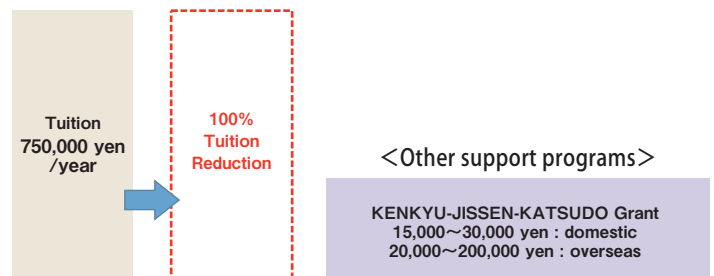 Tuition
750,000 yen
/year
100%
Tuition
Reduction
＜Other support programs＞
KENKYU-JISSEN-KATSUDO Grant
15,000～30,000 yen : domestic
20,000～200,000 yen : overseas